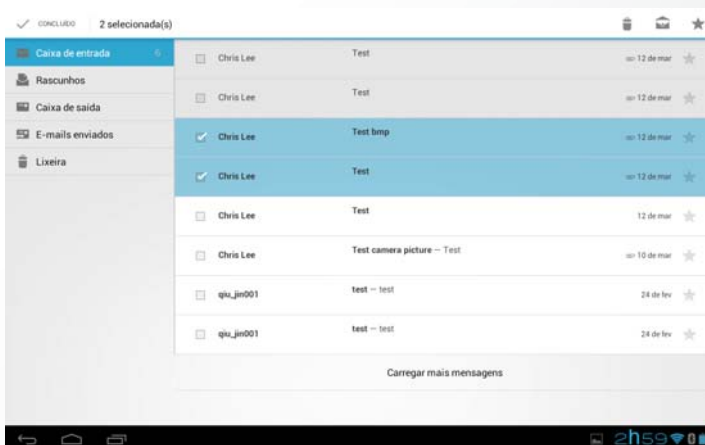 CONCLUÍDO 2 selecionada(s)
Caixa de entrada 6
Rascunhos
Caixa de saída
E-mails enviados
Lixeira
Chris Lee Test 12 de mar
Chris Lee Test 12 de mar
Chris Lee Test bmp 12 de mar
Chris Lee Test 12 de mar
Chris Lee Test 12 de mar
Chris Lee Test camera picture — Test 10 de mar
qiu_jin001 test — test 24 de fev
qiu_jin001 test — test 24 de fev
Carregar mais mensagens
2h59